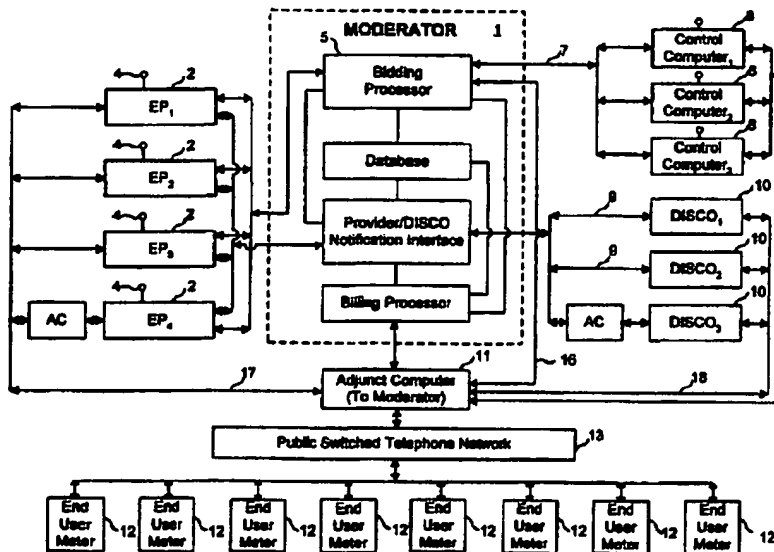 MODERATOR 1
5
Bidding
Processor
Database
Provider/DISCO
Notification Interface
Billing Processor
4 2
EP1
4 2
EP2
4 2
EP3
4 2
AC EP4
7
Control
Computer1
Control
Computer2
Control
Computer3
10
DISCO1
10
DISCO2
10
AC DISCO3
17
11
16
18
Adjunct Computer
(To Moderator)
Public Switched Telephone Network 13
End
User
Meter 12
End
User
Meter 12
End
User
Meter 12
End
User
Meter 12
End
User
Meter 12
End
User
Meter 12
End
User
Meter 12
End
User
Meter 12